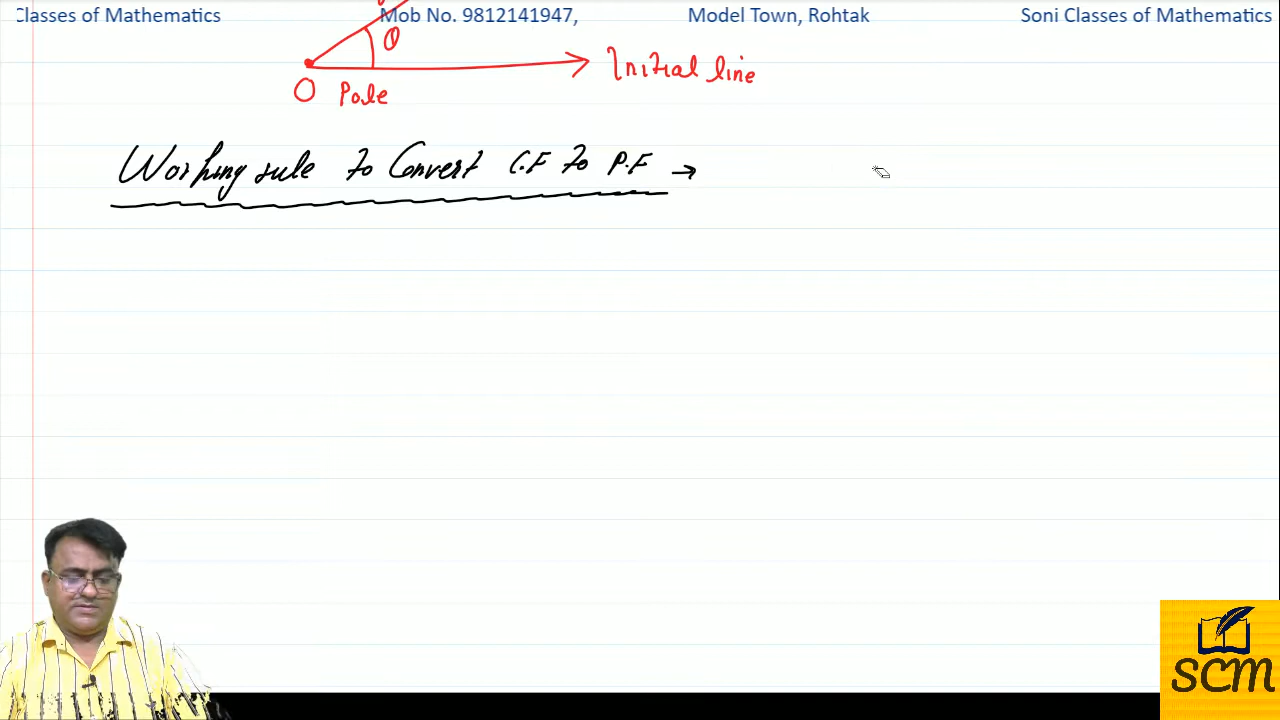 Classes of Mathematics Mob No. 9812141947, Model Town, Rohtak Soni Classes of Mathematics
θ
Initial line
O Pole
Working rule to Convert C.F to P.F →
SCM